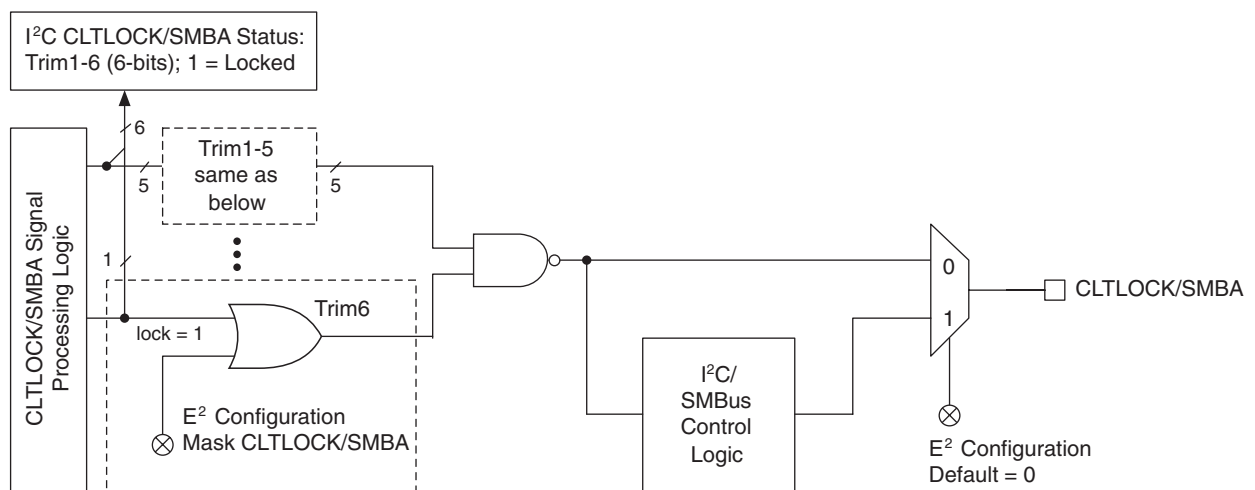 I²C CLTLOCK/SMBA Status:
Trim1-6 (6-bits); 1 = Locked
6
CLTLOCK/SMBA Signal
Processing Logic
5
Trim1-5
same as
below
5
1
Trim6
lock = 1
E² Configuration
Mask CLTLOCK/SMBA
I²C/
SMBus
Control
Logic
0
1
CLTLOCK/SMBA
E² Configuration
Default = 0